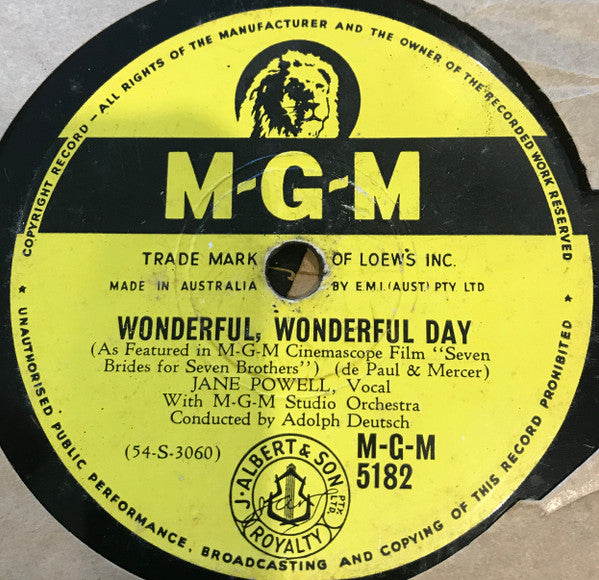 COPYRIGHT RECORD — ALL RIGHTS OF THE MANUFACTURER AND THE OWNER OF THE RECORDED WORK RESERVED
M-G-M
TRADE MARK OF LOEW'S INC.
MADE IN AUSTRALIA BY E.M.I. (AUST) PTY LTD
WONDERFUL, WONDERFUL DAY
(As Featured in M-G-M Cinemascope Film "Seven
Brides for Seven Brothers") (de Paul & Mercer)
JANE POWELL, Vocal
With M-G-M Studio Orchestra
Conducted by Adolph Deutsch
(54-S-3060)
M-G-M
5182
J. ALBERT & SON PTY. LTD.
ROYALTY
★ UNAUTHORISED PUBLIC PERFORMANCE, BROADCASTING AND COPYING OF THIS RECORD PROHIBITED ★